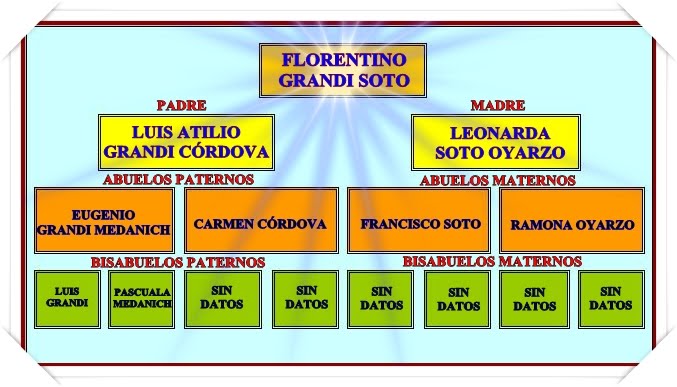 FLORENTINO
GRANDI SOTO
PADRE
MADRE
LUIS ATILIO
GRANDI CÓRDOVA
LEONARDA
SOTO OYARZO
ABUELOS PATERNOS
ABUELOS MATERNOS
EUGENIO
GRANDI MEDANICH
CARMEN CÓRDOVA
FRANCISCO SOTO
RAMONA OYARZO
BISABUELOS PATERNOS
BISABUELOS MATERNOS
LUIS
GRANDI
PASCUALA
MEDANICH
SIN
DATOS
SIN
DATOS
SIN
DATOS
SIN
DATOS
SIN
DATOS
SIN
DATOS